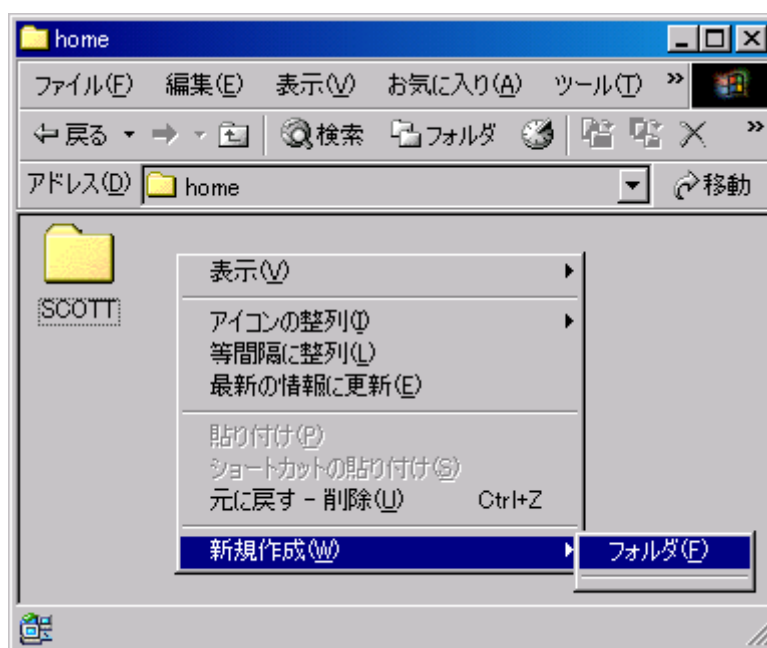 home
ファイル(F) 編集(E) 表示(V) お気に入り(A) ツール(T) »
戻る 検索 フォルダ »
アドレス(D) home 移動
SCOTT
表示(V)
アイコンの整列(I)
等間隔に整列(L)
最新の情報に更新(E)
貼り付け(P)
ショートカットの貼り付け(S)
元に戻す - 削除(U) Ctrl+Z
新規作成(W) フォルダ(F)